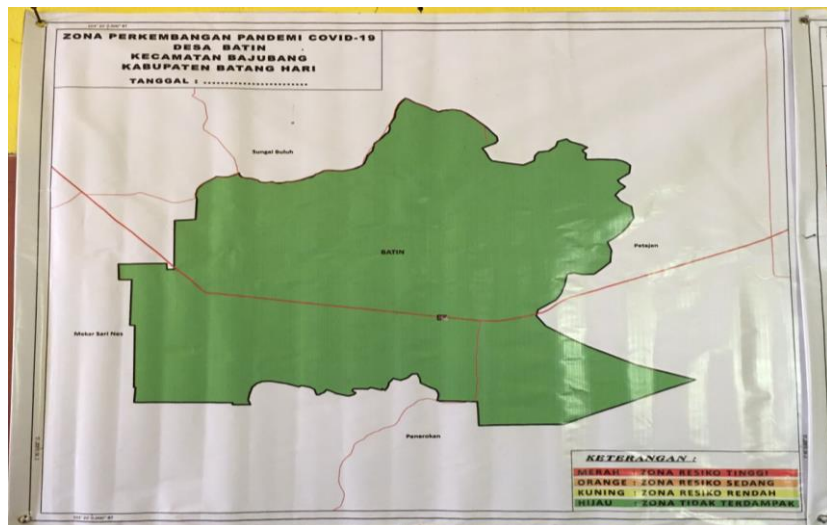 ZONA PERKEMBANGAN PANDEMI COVID-19
DESA BATIN
KECAMATAN BAJUBANG
KABUPATEN BATANG HARI
TANGGAL : ........................
Sungai Buluh
BATIN
Petajan
Mekar Sari Nes
Penerokan
KETERANGAN :
MERAH : ZONA RESIKO TINGGI
ORANGE : ZONA RESIKO SEDANG
KUNING : ZONA RESIKO RENDAH
HIJAU : ZONA TIDAK TERDAMPAK